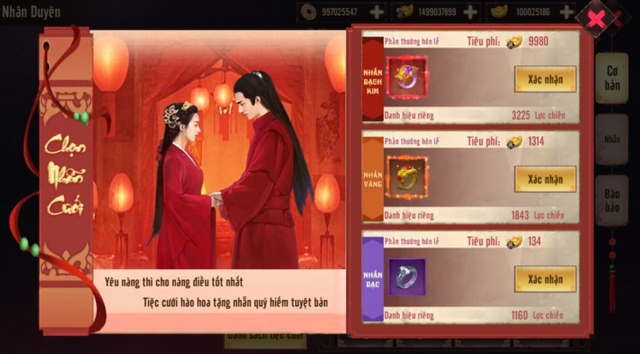 Nhân Duyên
997025547
1499037899
100025186
Chọn
Nhẫn
Cưới
Yêu nàng thì cho nàng điều tốt nhất
Tiệc cưới hào hoa tặng nhẫn quý hiếm tuyệt bản
NHẪN
BẠCH
KIM
Phần thưởng hôn lễ
Tiêu phí: 9980
Xác nhận
Danh hiệu riêng
3225 Lực chiến
NHẪN
VÀNG
Phần thưởng hôn lễ
Tiêu phí: 1314
Xác nhận
Danh hiệu riêng
1843 Lực chiến
NHẪN
BẠC
Phần thưởng hôn lễ
Tiêu phí: 134
Xác nhận
Danh hiệu riêng
1160 Lực chiến
Cơ
bản
Nhẫn
Bảo
bảo
Danh sách tiệc cưới